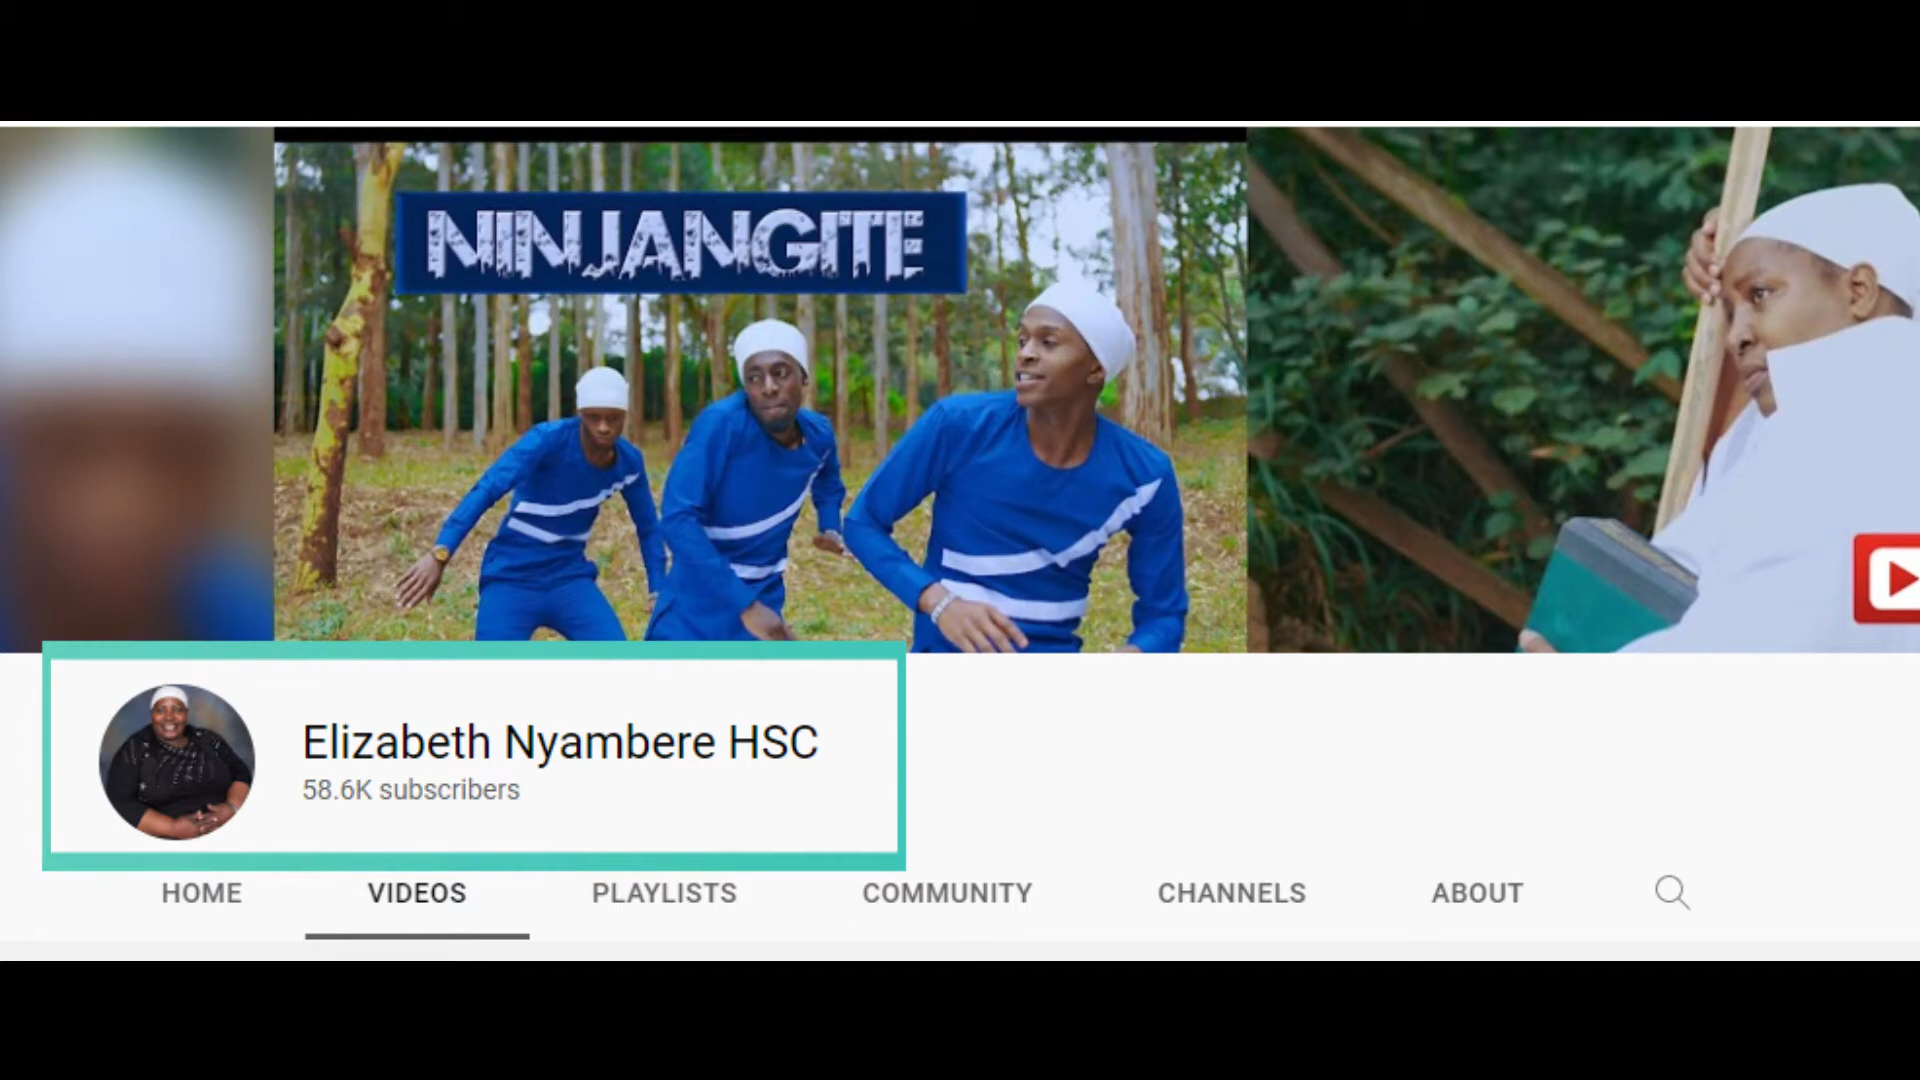 NINJANGITE
Elizabeth Nyambere HSC
58.6K subscribers
HOME VIDEOS PLAYLISTS COMMUNITY CHANNELS ABOUT